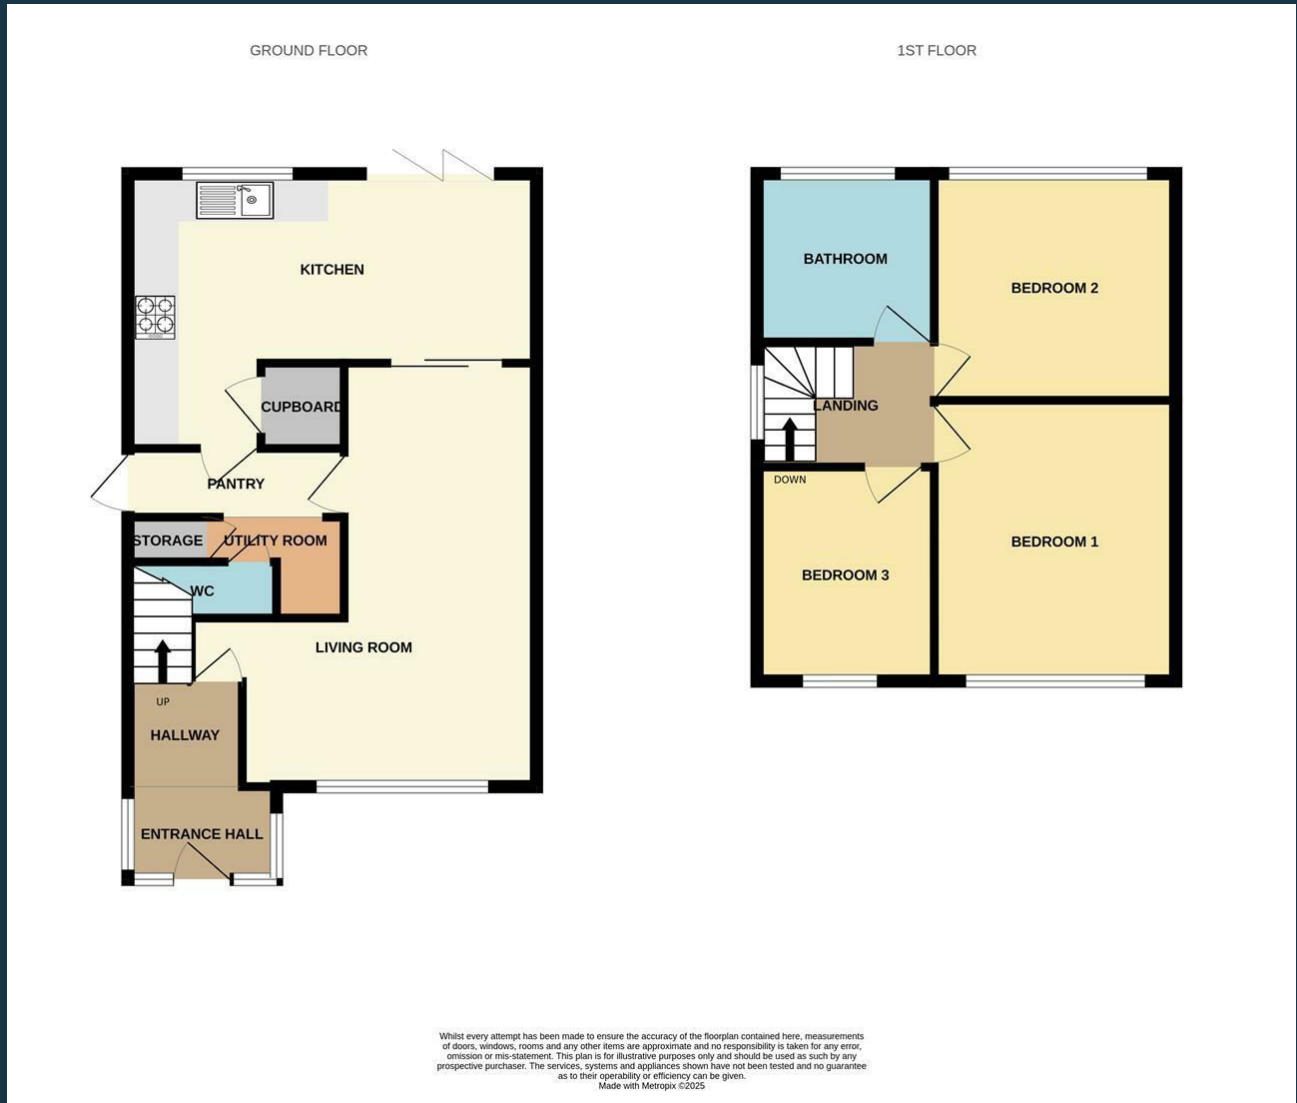 GROUND FLOOR
1ST FLOOR
KITCHEN
CUPBOARD
PANTRY
STORAGE
UTILITY ROOM
WC
LIVING ROOM
UP
HALLWAY
ENTRANCE HALL
BATHROOM
BEDROOM 2
LANDING
DOWN
BEDROOM 1
BEDROOM 3
Whilst every attempt has been made to ensure the accuracy of the floorplan contained here, measurements
of doors, windows, rooms and any other items are approximate and no responsibility is taken for any error,
omission or mis-statement. This plan is for illustrative purposes only and should be used as such by any
prospective purchaser. The services, systems and appliances shown have not been tested and no guarantee
as to their operability or efficiency can be given.
Made with Metropix ©2025